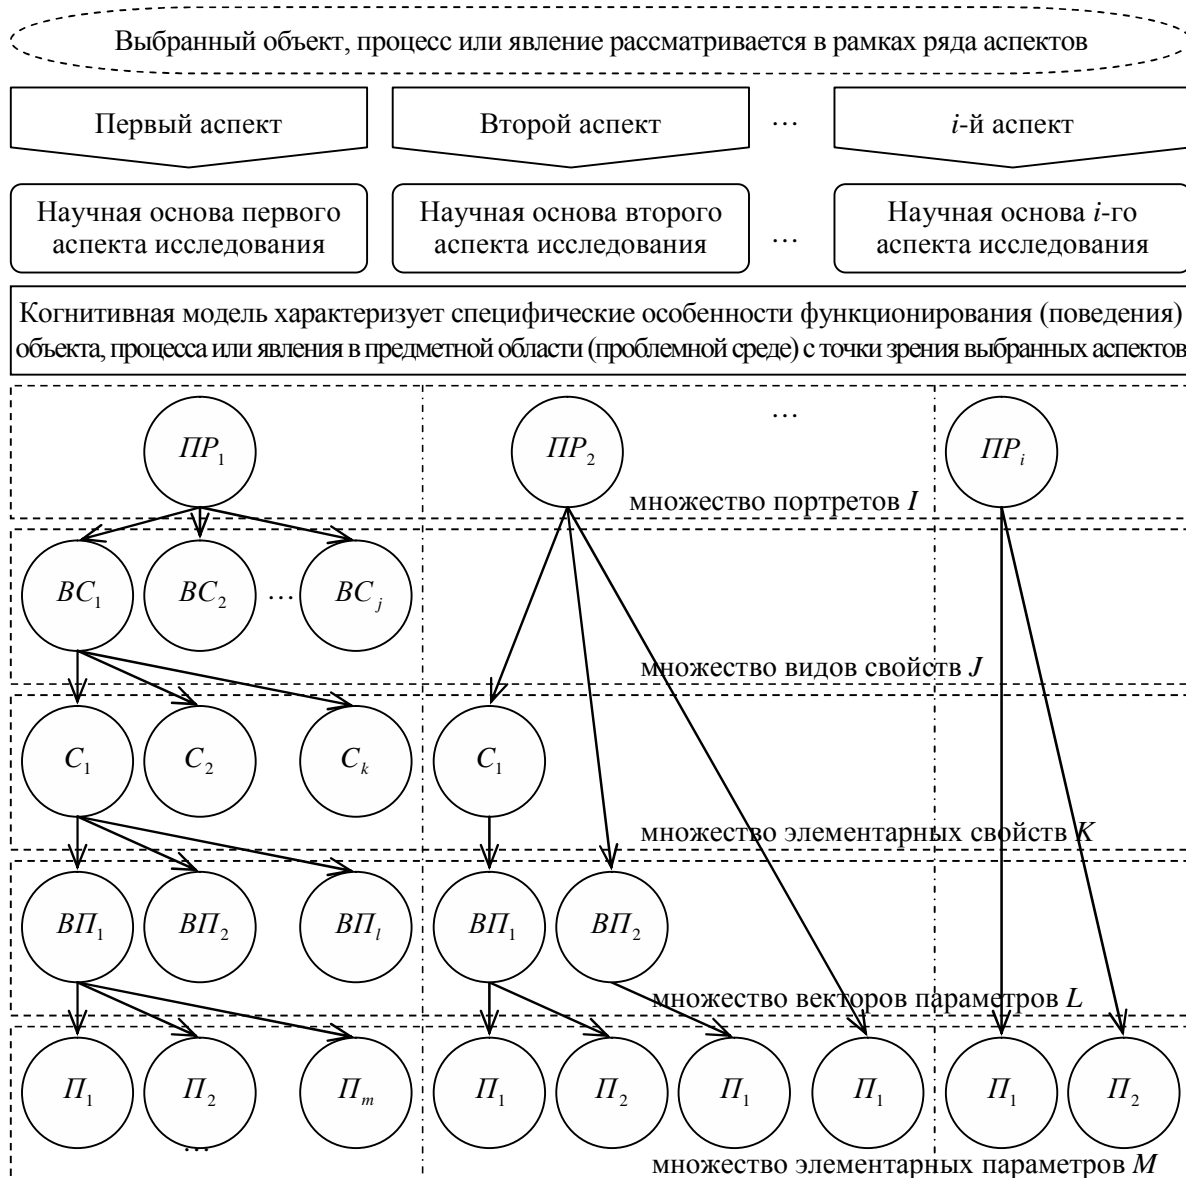 Выбранный объект, процесс или явление рассматривается в рамках ряда аспектов
Первый аспект
Второй аспект
...
i-й аспект
Научная основа первого
аспекта исследования
Научная основа второго
аспекта исследования
...
Научная основа i-го
аспекта исследования
Когнитивная модель характеризует специфические особенности функционирования (поведения)
объекта, процесса или явления в предметной области (проблемной среде) с точки зрения выбранных аспектов
...
ПР1
ПР2
ПРi
множество портретов I
ВС1
ВС2
...
ВСj
множество видов свойств J
С1
С2
Сk
С1
множество элементарных свойств K
ВП1
ВП2
ВПl
ВП1
ВП2
множество векторов параметров L
П1
П2
Пm
П1
П2
П1
П1
П1
П2
...
множество элементарных параметров M